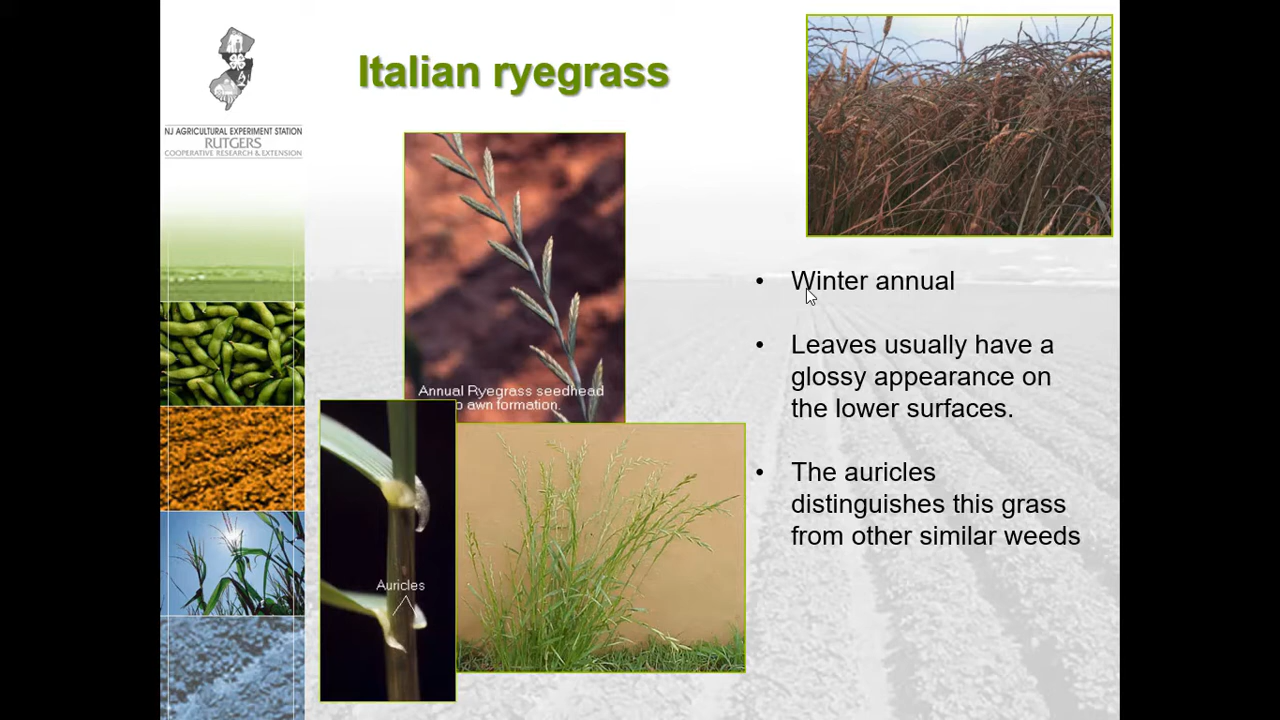 Italian ryegrass
NJ AGRICULTURAL EXPERIMENT STATION
RUTGERS
COOPERATIVE RESEARCH & EXTENSION
Annual Ryegrass seedhead
o awn formation.
Auricles
• Winter annual
• Leaves usually have a
glossy appearance on
the lower surfaces.
• The auricles
distinguishes this grass
from other similar weeds